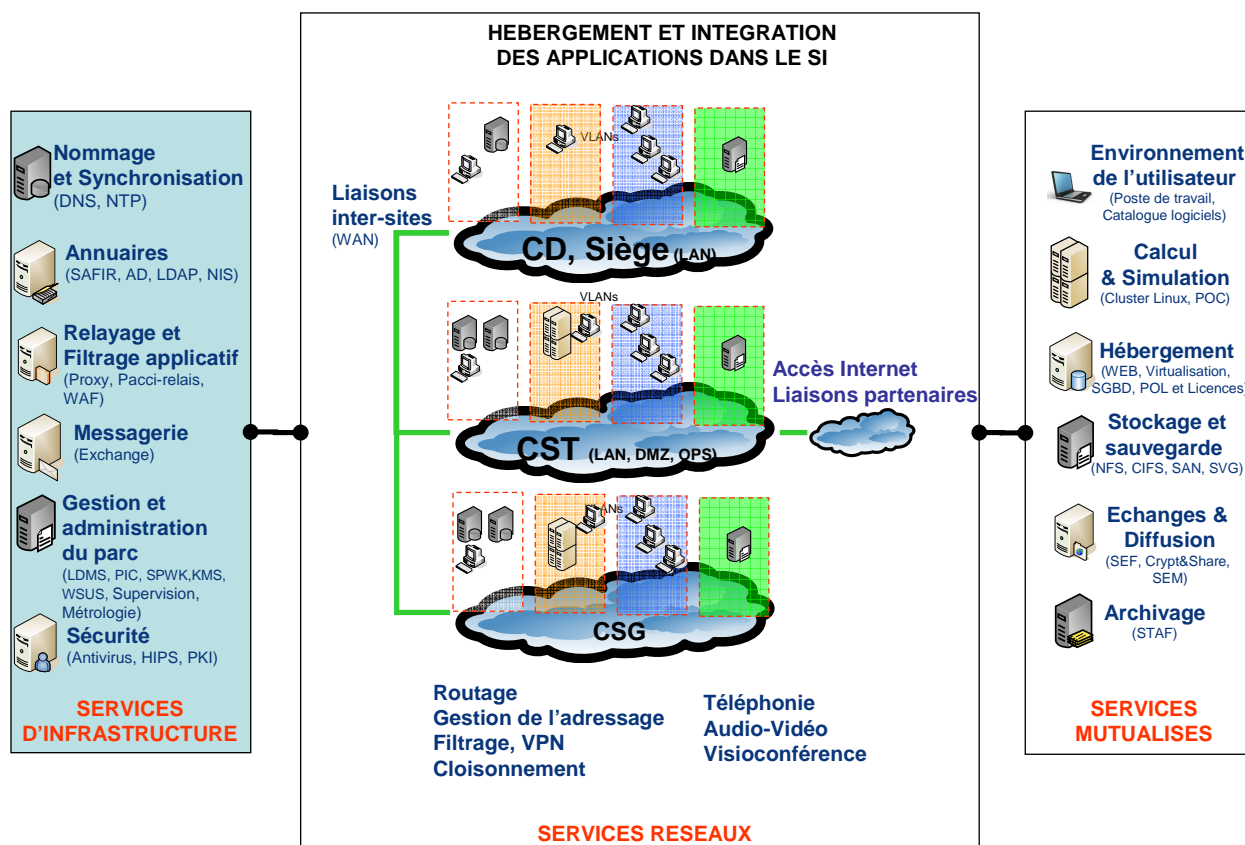 HEBERGEMENT ET INTEGRATION
DES APPLICATIONS DANS LE SI
Nommage
et Synchronisation
(DNS, NTP)
Annuaires
(SAFIR, AD, LDAP, NIS)
Relayage et
Filtrage applicatif
(Proxy, Pacci-relais,
WAF)
Messagerie
(Exchange)
Gestion et
administration
du parc
(LDMS, PIC, SPWK,KMS,
WSUS, Supervision,
Métrologie)
Sécurité
(Antivirus, HIPS, PKI)
SERVICES
D'INFRASTRUCTURE
Liaisons
inter-sites
(WAN)
VLANs
CD, Siège (LAN)
VLANs
CST (LAN, DMZ, OPS)
Accès Internet
Liaisons partenaires
VLANs
CSG
Routage
Gestion de l'adressage
Filtrage, VPN
Cloisonnement
Téléphonie
Audio-Vidéo
Visioconférence
SERVICES RESEAUX
Environnement
de l'utilisateur
(Poste de travail,
Catalogue logiciels)
Calcul
& Simulation
(Cluster Linux, POC)
Hébergement
(WEB, Virtualisation,
SGBD, POL et Licences)
Stockage et
sauvegarde
(NFS, CIFS, SAN, SVG)
Echanges &
Diffusion
(SEF, Crypt&Share,
SEM)
Archivage
(STAF)
SERVICES
MUTUALISES